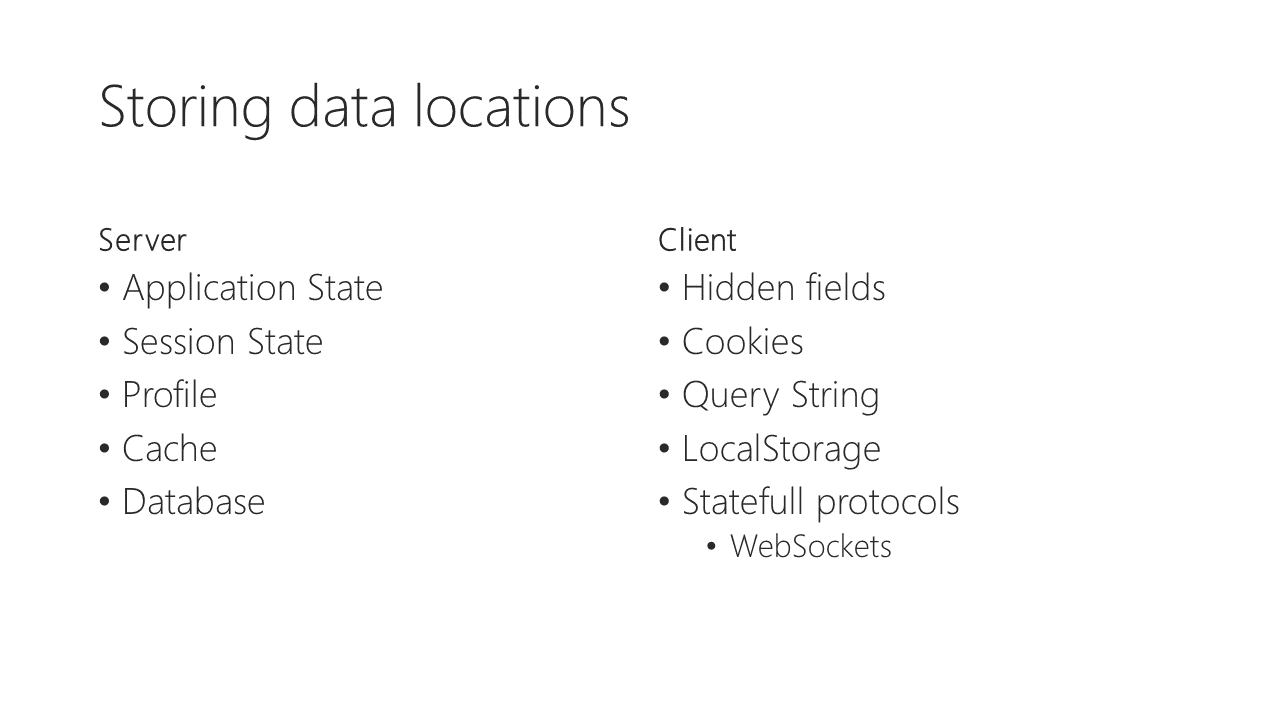 Storing data locations
Server
• Application State
• Session State
• Profile
• Cache
• Database
Client
• Hidden fields
• Cookies
• Query String
• LocalStorage
• Statefull protocols
• WebSockets